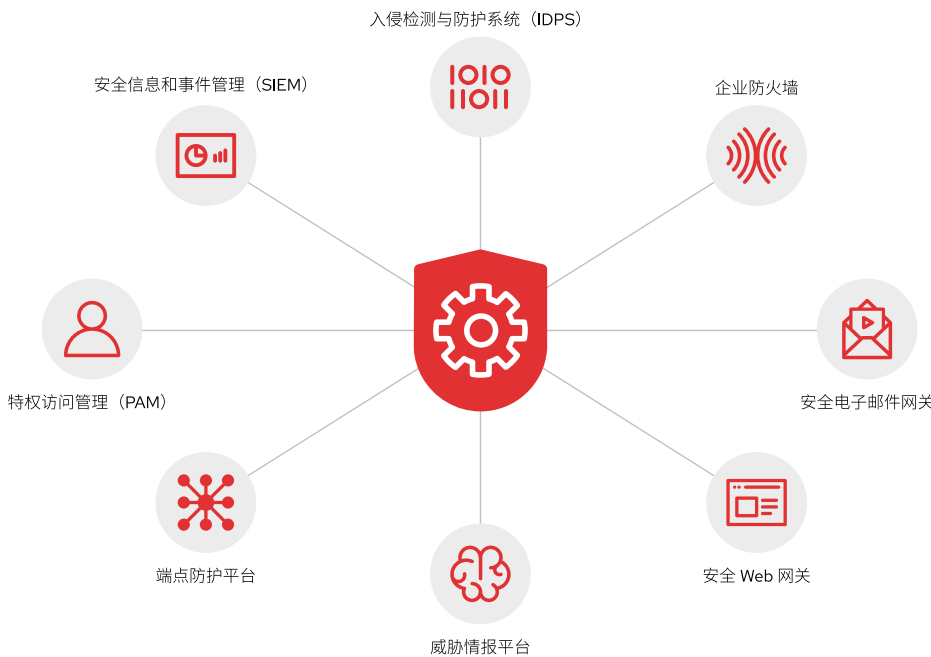 入侵检测与防护系统（IDPS）
安全信息和事件管理（SIEM）
企业防火墙
特权访问管理（PAM）
安全电子邮件网关
端点防护平台
安全 Web 网关
威胁情报平台